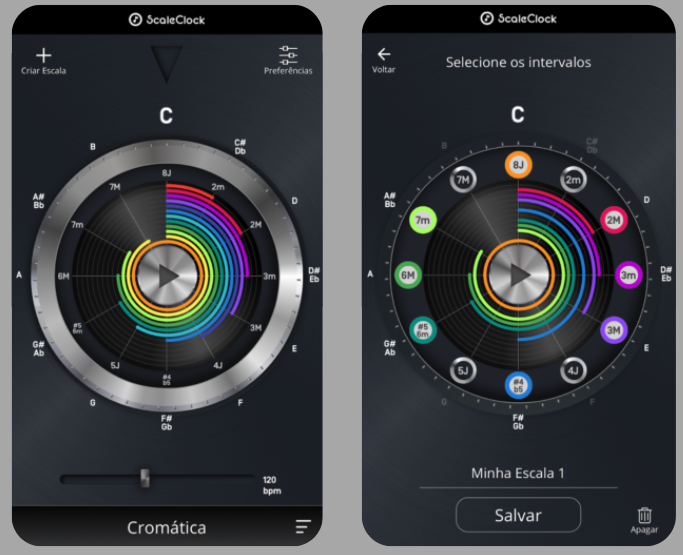 ScaleClock
Criar Escala
Preferências
C
B
C#
Db
A#
Bb
D
A
D#
Eb
G#
Ab
E
G
F
F#
Gb
8J
7M
2m
7m
2M
6M
3m
#5
6m
3M
5J
4J
#4
b5
120
bpm
Cromática
ScaleClock
Voltar
Selecione os intervalos
C
B
C#
Db
A#
Bb
D
A
D#
Eb
G#
Ab
E
G
F
F#
Gb
8J
7M
2m
7m
2M
6M
3m
#5
6m
3M
5J
4J
#4
b5
Minha Escala 1
Salvar
Apagar